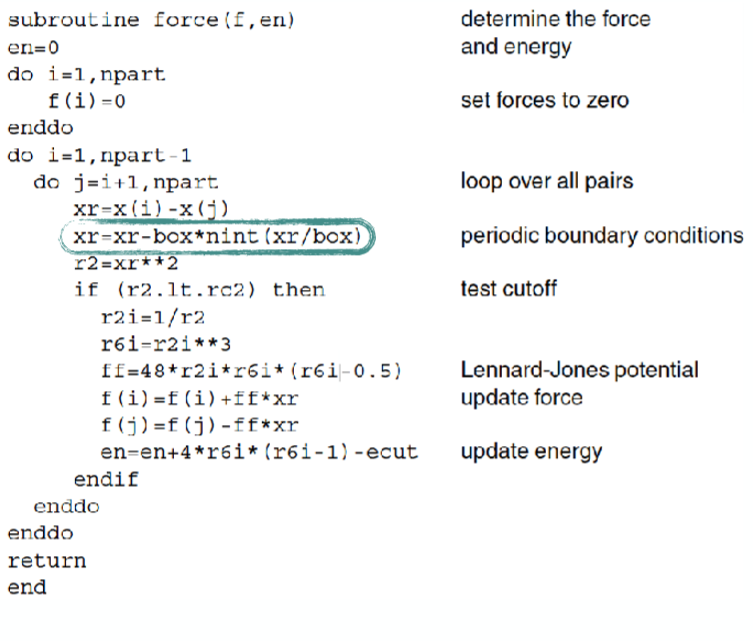 subroutine force(f,en) determine the force
en=0 and energy
do i=1,npart
f(i)=0 set forces to zero
enddo
do i=1,npart-1
do j=i+1,npart loop over all pairs
xr=x(i)-x(j)
xr=xr-box*nint(xr/box) periodic boundary conditions
r2=xr**2
if (r2.lt.rc2) then test cutoff
r2i=1/r2
r6i=r2i**3
ff=48*r2i*r6i*(r6i-0.5) Lennard-Jones potential
f(i)=f(i)+ff*xr update force
f(j)=f(j)-ff*xr
en=en+4*r6i*(r6i-1)-ecut update energy
endif
enddo
enddo
return
end